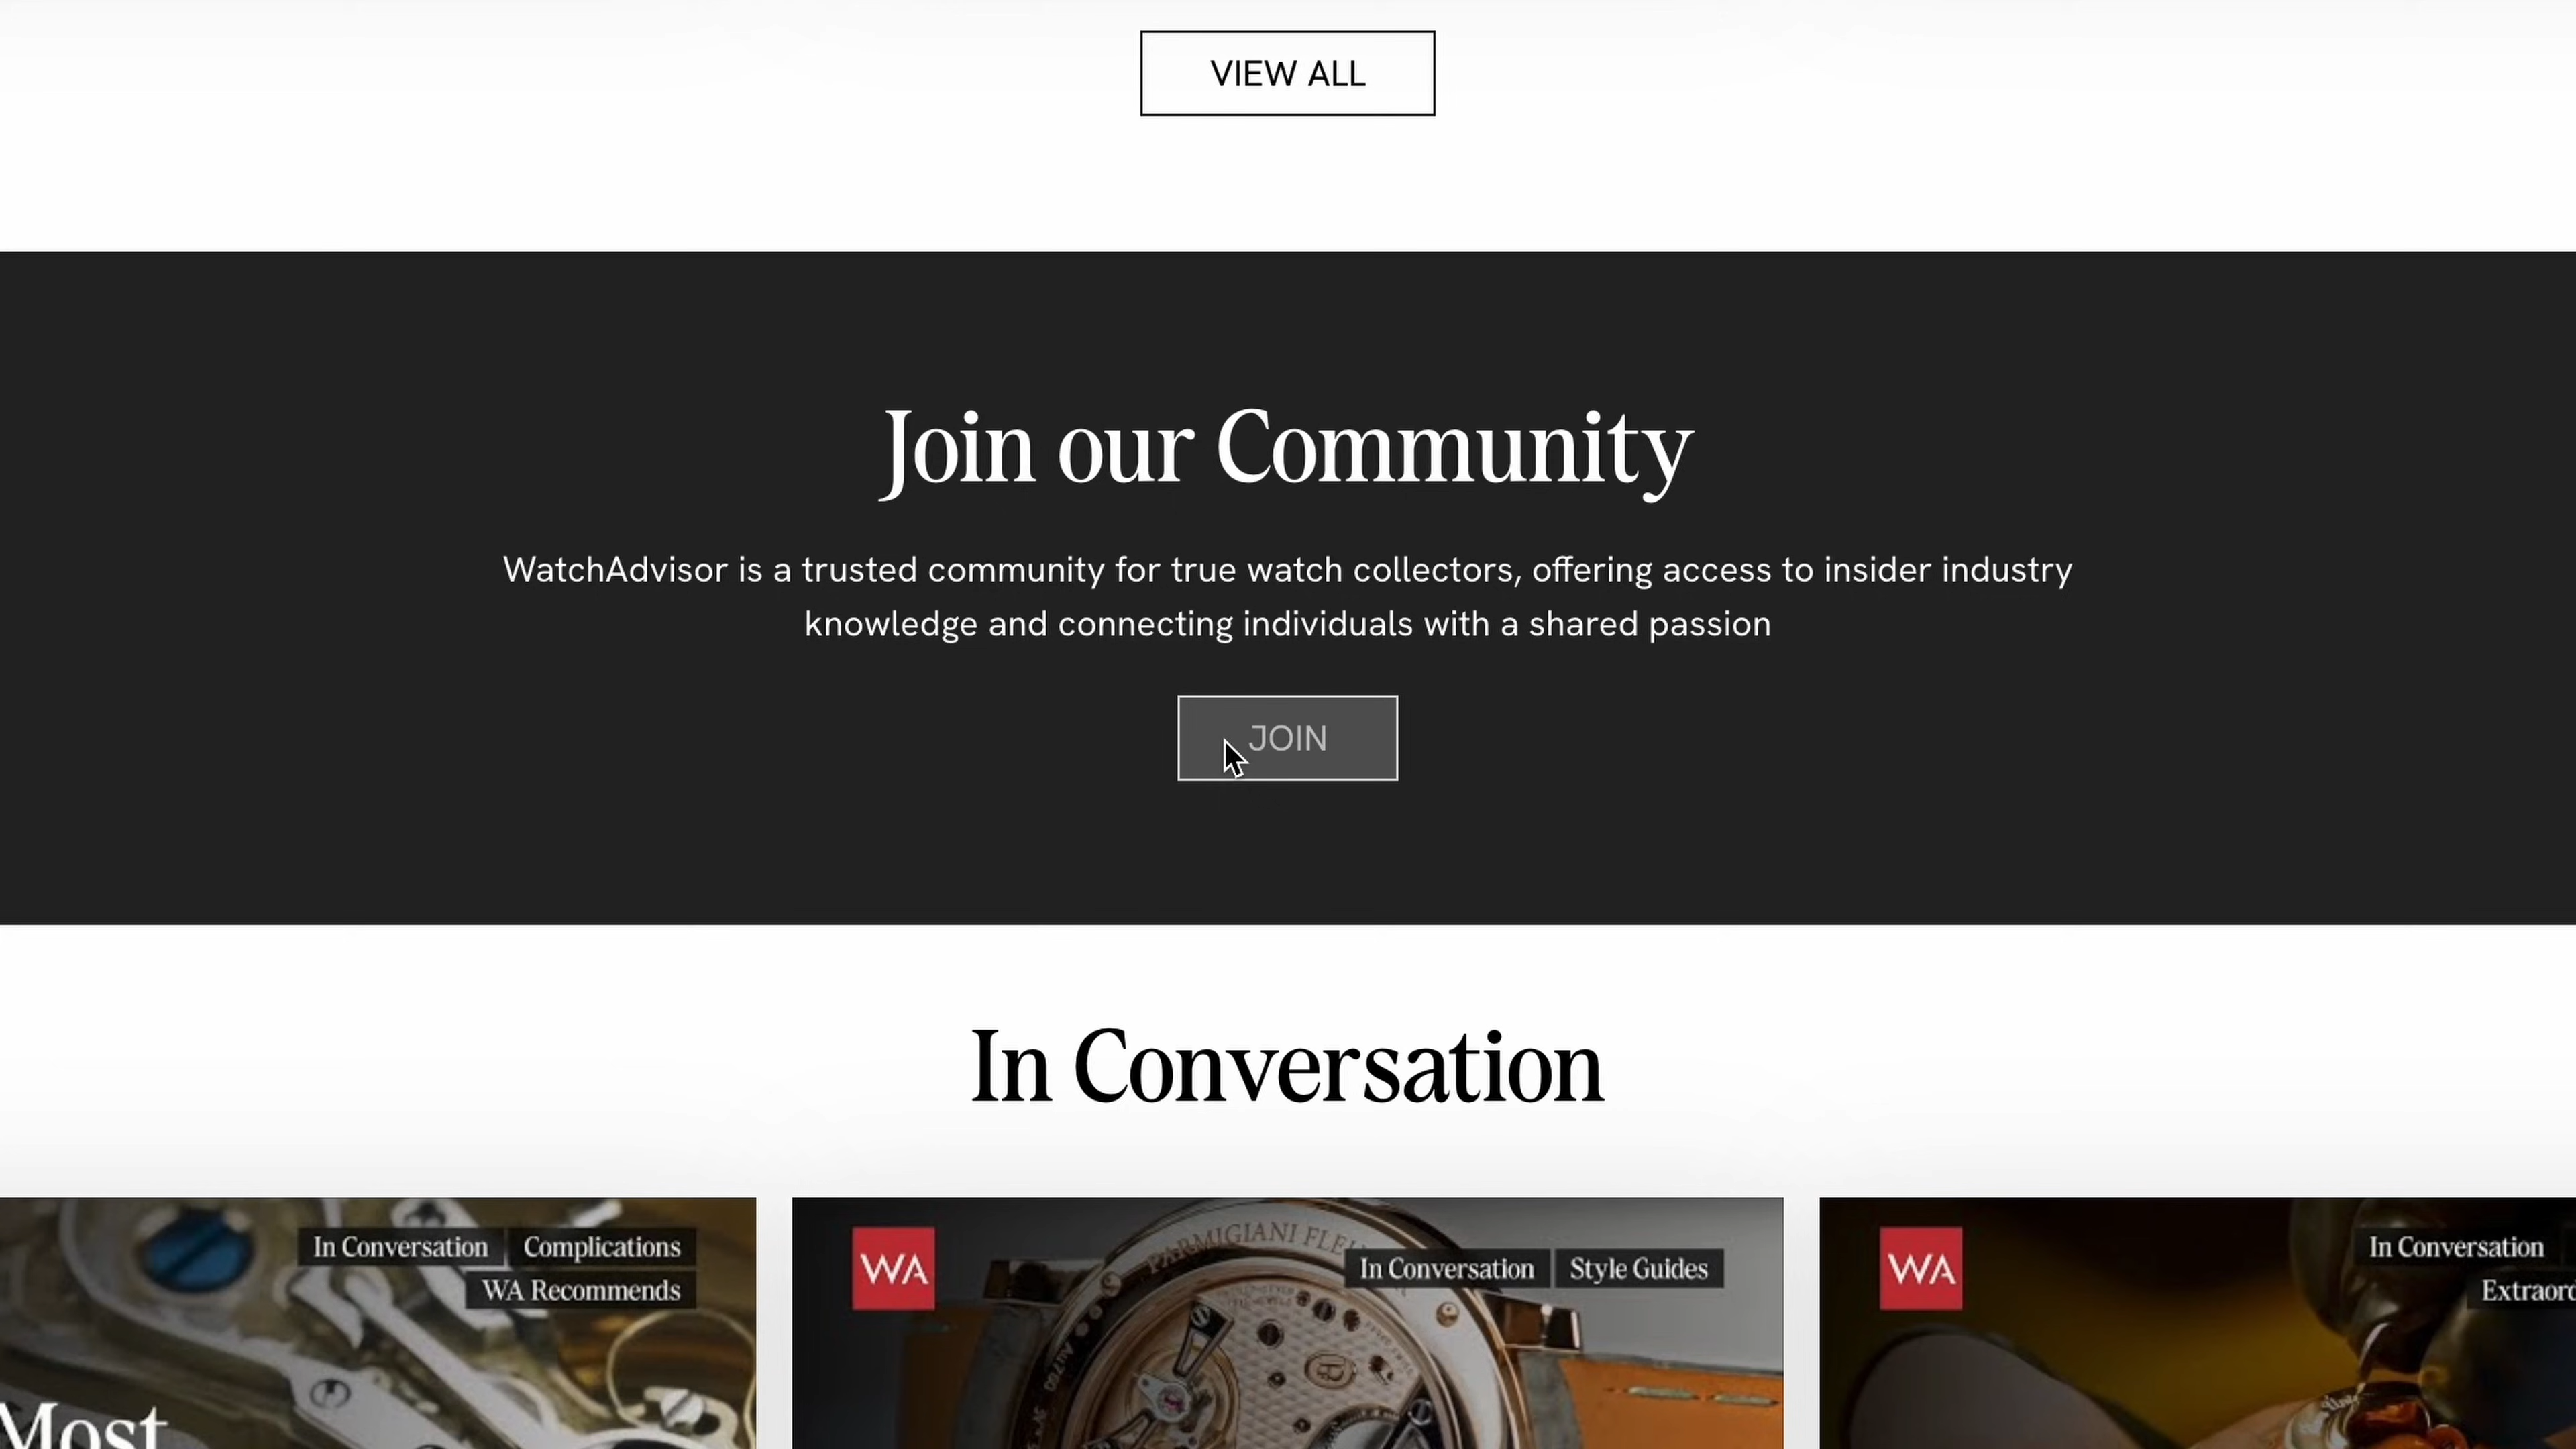 VIEW ALL
Join our Community
WatchAdvisor is a trusted community for true watch collectors, offering access to insider industry
knowledge and connecting individuals with a shared passion
JOIN
In Conversation
In Conversation Complications
WA Recommends
Most
WA
PARMIGIANI
In Conversation Style Guides
WA
In Conversation